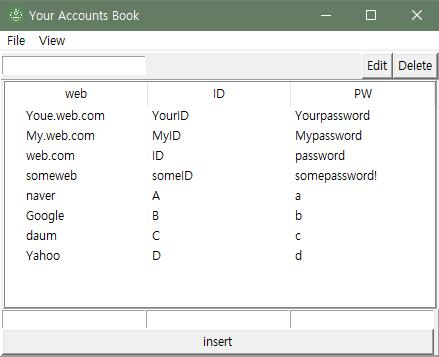 Your Accounts Book
File View
Edit Delete
web ID PW
Youe.web.com YourID Yourpassword
My.web.com MyID Mypassword
web.com ID password
someweb someID somepassword!
naver A a
Google B b
daum C c
Yahoo D d
insert